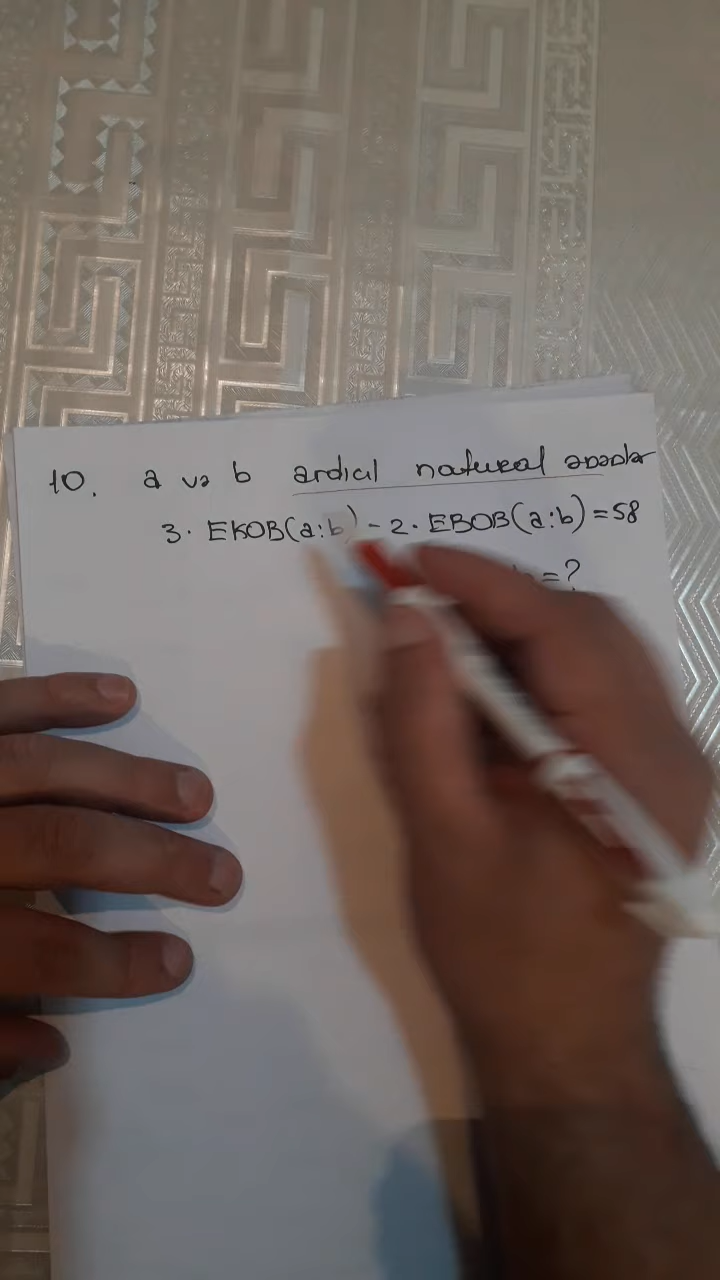 10. a və b ardıcıl natural ədədlər
3. EKOB(a:b) - 2. EBOB(a:b) = 58
=?